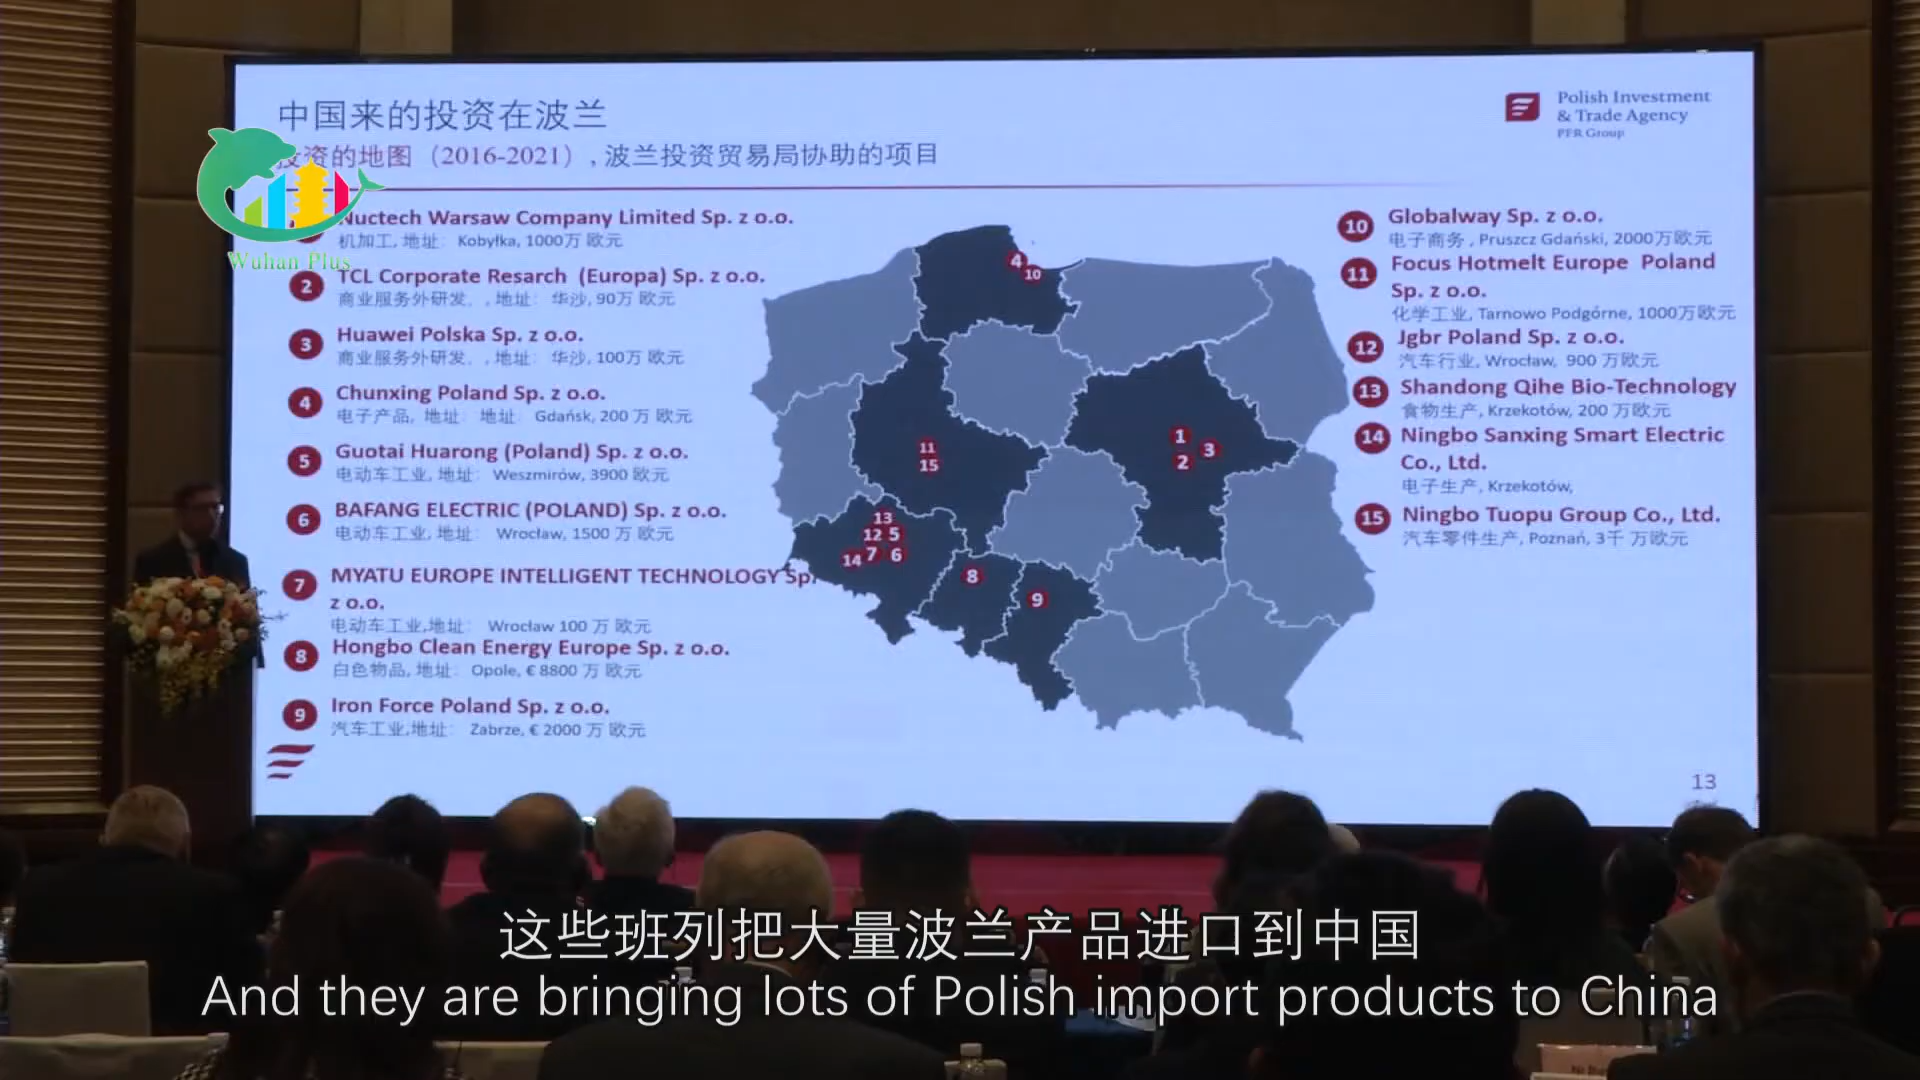 中国来的投资在波兰
投资的地图（2016-2021）, 波兰投资贸易局协助的项目
Polish Investment
& Trade Agency
PFR Group
Wuhan Plus
Nuctech Warsaw Company Limited Sp. z o.o.
机加工, 地址： Kobyłka, 1000万 欧元
2 TCL Corporate Resarch (Europa) Sp. z o.o.
商业服务外研发, , 地址： 华沙, 90万 欧元
3 Huawei Polska Sp. z o.o.
商业服务外研发, , 地址： 华沙, 100万 欧元
4 Chunxing Poland Sp. z o.o.
电子产品, 地址： 地址： Gdańsk, 200 万 欧元
5 Guotai Huarong (Poland) Sp. z o.o.
电动车工业, 地址： Weszmirów, 3900 欧元
6 BAFANG ELECTRIC (POLAND) Sp. z o.o.
电动车工业, 地址： Wrocław, 1500 万 欧元
7 MYATU EUROPE INTELLIGENT TECHNOLOGY Sp.
z o.o.
电动车工业,地址： Wrocław 100 万 欧元
8 Hongbo Clean Energy Europe Sp. z o.o.
白色物品, 地址： Opole, € 8800 万 欧元
9 Iron Force Poland Sp. z o.o.
汽车工业,地址： Zabrze, € 2000 万 欧元
4
10
1
3
2
11
15
13
12 5
14 7 6
8
9
10 Globalway Sp. z o.o.
电子商务, Pruszcz Gdański, 2000万欧元
11 Focus Hotmelt Europe Poland
Sp. z o.o.
化学工业, Tarnowo Podgórne, 1000万欧元
12 Jgbr Poland Sp. z o.o.
汽车行业, Wrocław, 900 万欧元
13 Shandong Qihe Bio-Technology
食物生产, Krzekotów, 200 万欧元
14 Ningbo Sanxing Smart Electric
Co., Ltd.
电子生产, Krzekotów,
15 Ningbo Tuopu Group Co., Ltd.
汽车零件生产, Poznań, 3千 万欧元
13
这些班列把大量波兰产品进口到中国
And they are bringing lots of Polish import products to China